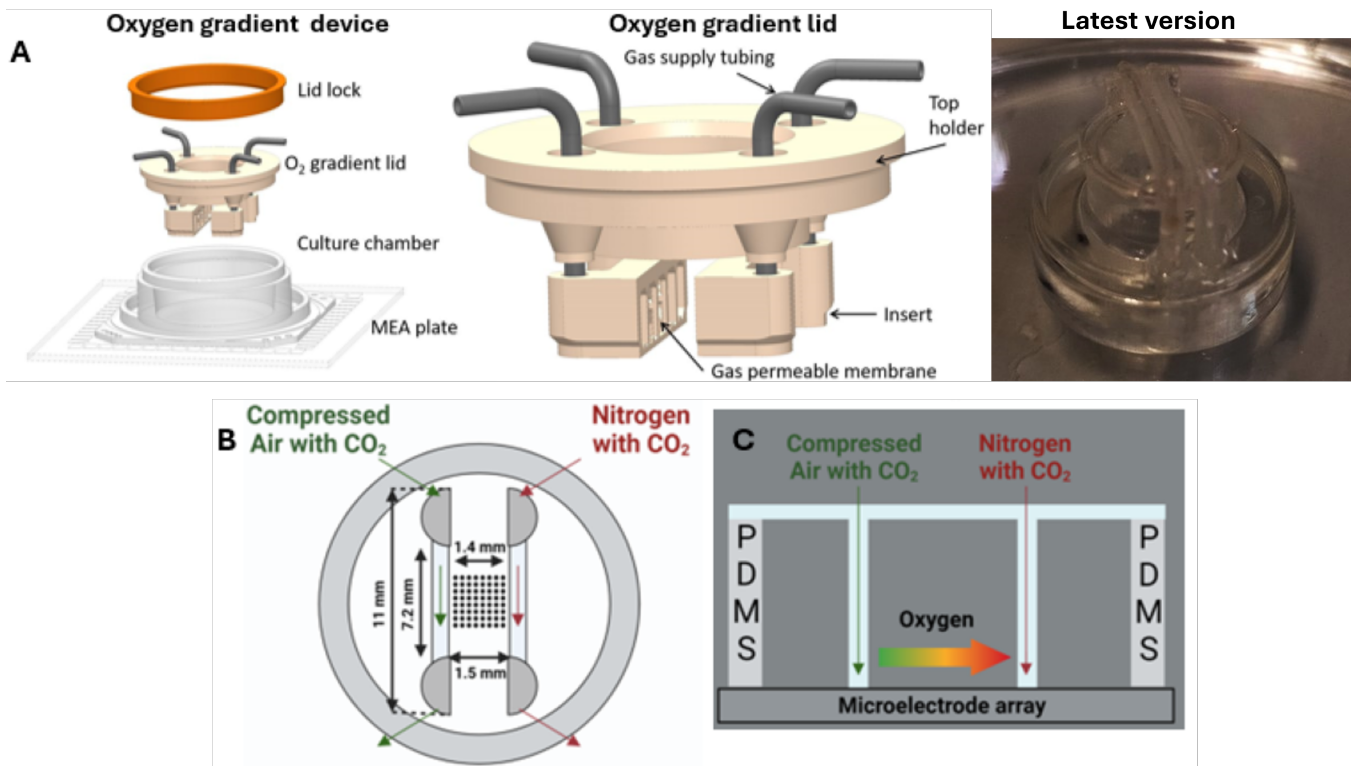 Oxygen gradient device
Oxygen gradient lid
Latest version
A
Lid lock
O₂ gradient lid
Culture chamber
MEA plate
Gas supply tubing
Top
holder
Insert
Gas permeable membrane
B
Compressed
Air with CO₂
Nitrogen
with CO₂
1.4 mm
11 mm
7.2 mm
1.5 mm
C
Compressed
Air with CO₂
Nitrogen
with CO₂
P
D
M
S
Oxygen
P
D
M
S
Microelectrode array